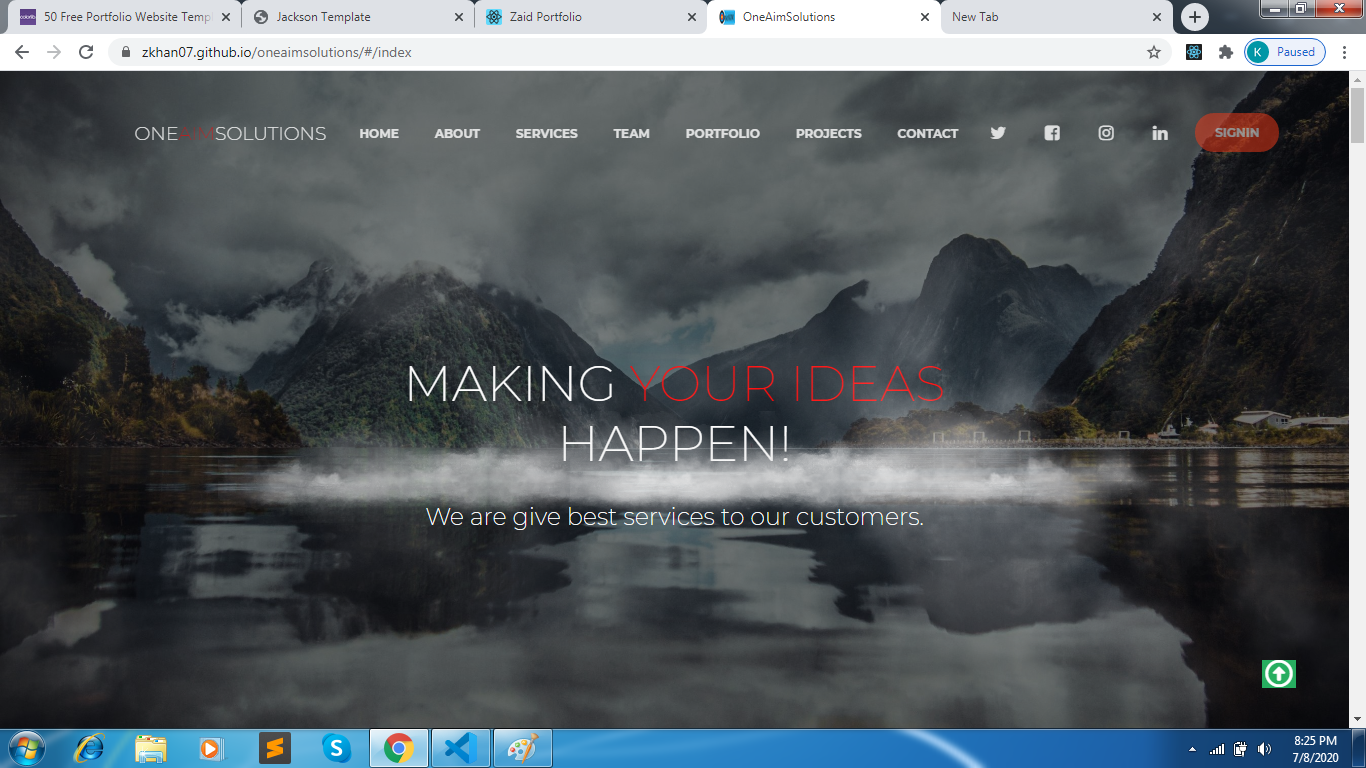 50 Free Portfolio Website Temp
Jackson Template
Zaid Portfolio
OneAimSolutions
New Tab
zkhan07.github.io/oneaimsolutions/#/index
K Paused
ONEAIMSOLUTIONS
HOME
ABOUT
SERVICES
TEAM
PORTFOLIO
PROJECTS
CONTACT
SIGNIN
MAKING YOUR IDEAS
HAPPEN!
We are give best services to our customers.
8:25 PM
7/8/2020